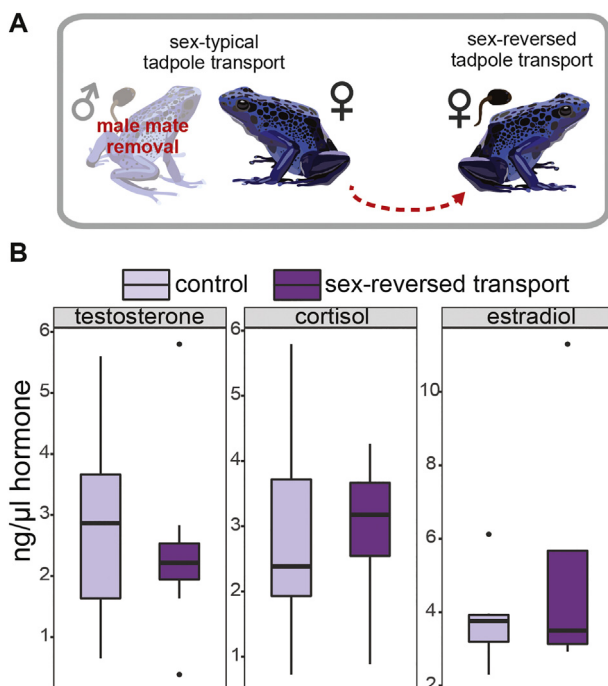 A
sex-typical
tadpole transport
sex-reversed
tadpole transport
♂
♀
♀
male mate
removal
B
control
sex-reversed transport
testosterone
cortisol
estradiol
ng/µl hormone
6
5
4
3
2
1
6
5
4
3
2
1
10
8
6
4
2